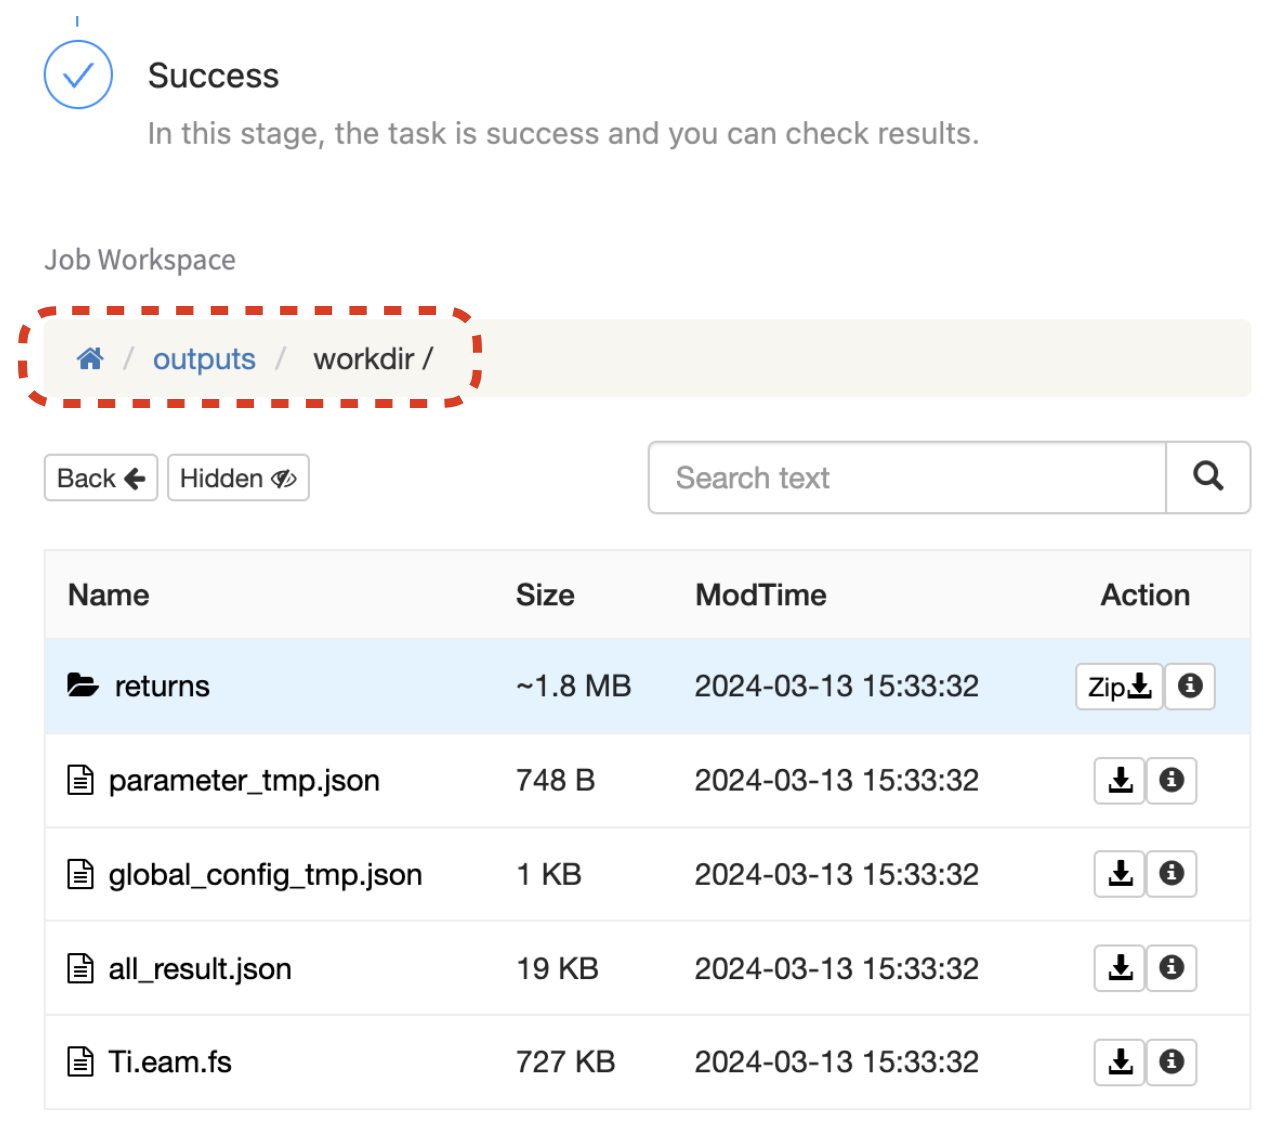 Success
In this stage, the task is success and you can check results.
Job Workspace
/ outputs / workdir /
Back Hidden Search text
Name Size ModTime Action
returns ~1.8 MB 2024-03-13 15:33:32 Zip
parameter_tmp.json 748 B 2024-03-13 15:33:32
global_config_tmp.json 1 KB 2024-03-13 15:33:32
all_result.json 19 KB 2024-03-13 15:33:32
Ti.eam.fs 727 KB 2024-03-13 15:33:32